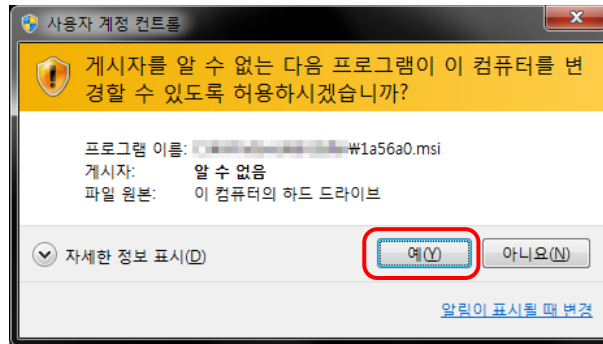 사용자 계정 컨트롤
게시자를 알 수 없는 다음 프로그램이 이 컴퓨터를 변
경할 수 있도록 허용하시겠습니까?
프로그램 이름: ₩1a56a0.msi
게시자: 알 수 없음
파일 원본: 이 컴퓨터의 하드 드라이브
자세한 정보 표시(D)
예(Y)
아니요(N)
알림이 표시될 때 변경